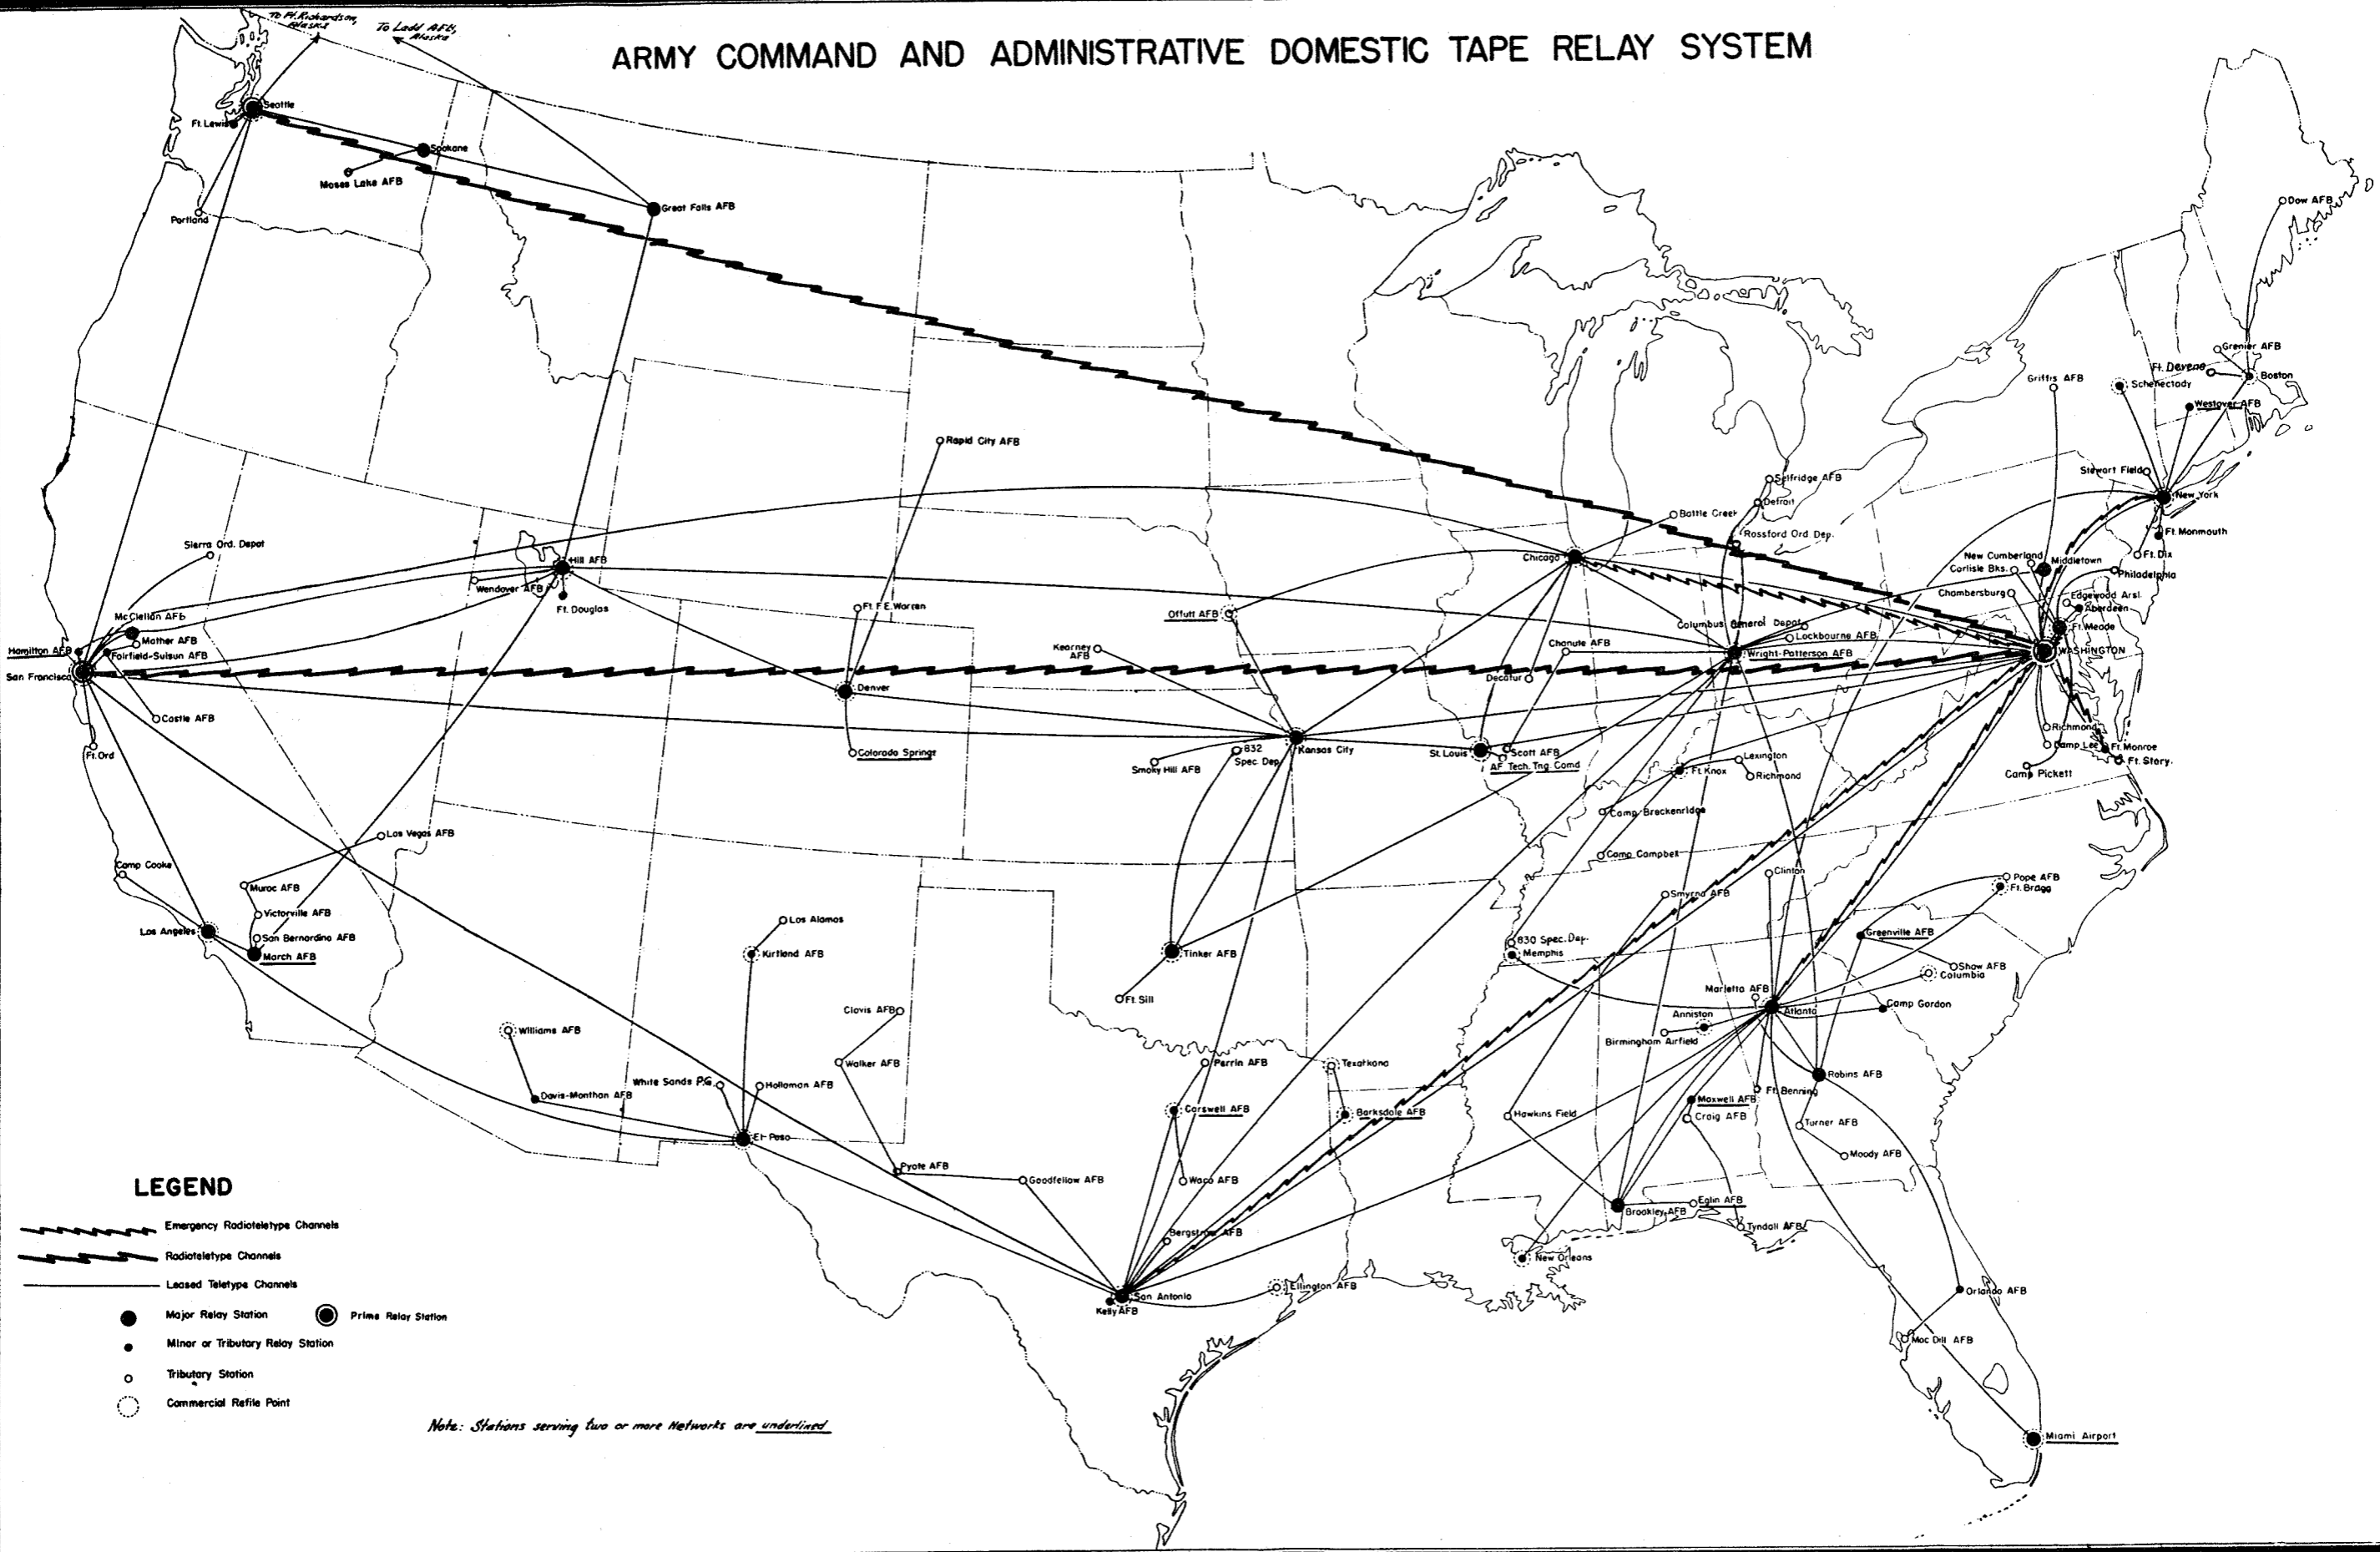 To Ft. Richardson,
Alaska
To Ladd AFB,
Alaska
ARMY COMMAND AND ADMINISTRATIVE DOMESTIC TAPE RELAY SYSTEM
Seattle
Ft. Lewis
Spokane
Moses Lake AFB
Portland
Great Falls AFB
Dow AFB
Grenier AFB
Ft. Devens
Boston
Griffis AFB
Schenectady
Westover AFB
Rapid City AFB
Stewart Field
Selfridge AFB
New York
Detroit
Battle Creek
Rossford Ord Dep.
Ft. Monmouth
Sierra Ord. Depot
Chicago
Hill AFB
New Cumberland
Middletown
Ft. Dix
Carlisle Bks.
Philadelphia
Wendover AFB
Ft. Douglas
Chambersburg
Edgewood Arsl.
Aberdeen
Ft. F.E. Warren
Offutt AFB
McClellan AFB
Columbus General Depot
Ft. Meade
Lockbourne AFB
Mather AFB
Chanute AFB
Hamilton AFB
Fairfield-Suisun AFB
Kearney
AFB
Wright-Patterson AFB
WASHINGTON
San Francisco
Decatur
Denver
Castle AFB
Richmond
Camp Lee
Ft. Monroe
Ft. Ord
Colorado Springs
832
Spec. Dep.
Kansas City
St. Louis
Scott AFB
AF Tech. Tng. Comd
Lexington
Ft. Story.
Smoky Hill AFB
Ft. Knox
Richmond
Camp Pickett
Camp Breckenridge
Las Vegas AFB
Camp Campbell
Camp Cooke
Clinton
Pope AFB
Ft. Bragg
Muroc AFB
Smyrna AFB
Victorville AFB
Los Alamos
Los Angeles
San Bernardino AFB
Greenville AFB
830 Spec. Dep.
Memphis
March AFB
Kirtland AFB
Tinker AFB
Shaw AFB
Columbia
Marietta AFB
Ft. Sill
Camp Gordon
Clovis AFB
Atlanta
Anniston
Williams AFB
Birmingham Airfield
Walker AFB
Perrin AFB
Texarkana
Robins AFB
White Sands P.G.
Holloman AFB
Ft. Benning
Davis-Monthan AFB
Maxwell AFB
Carswell AFB
Barksdale AFB
Hawkins Field
Craig AFB
Turner AFB
El Paso
Moody AFB
Pyote AFB
Goodfellow AFB
Waco AFB
Eglin AFB
Brookley AFB
Tyndall AFB
Bergstrom AFB
New Orleans
Ellington AFB
Orlando AFB
San Antonio
Kelly AFB
Mac Dill AFB
Miami Airport
LEGEND
Emergency Radioteletype Channels
Radioteletype Channels
Leased Teletype Channels
Major Relay Station
Prime Relay Station
Minor or Tributary Relay Station
Tributary Station
Commercial Refile Point
Note: Stations serving two or more Networks are underlined